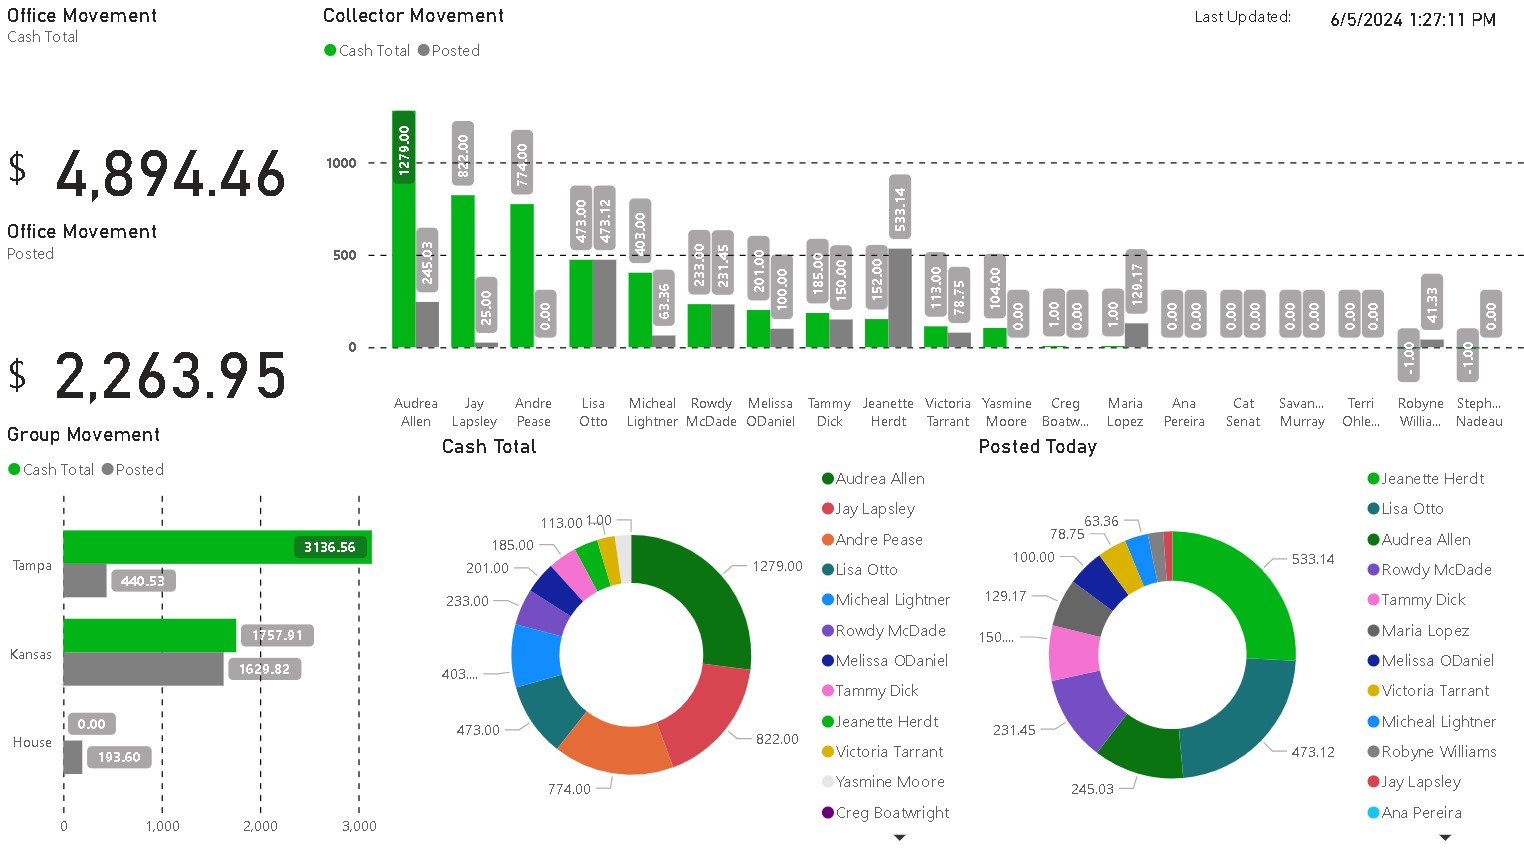 Office Movement
Cash Total
$ 4,894.46
Office Movement
Posted
$ 2,263.95
Collector Movement
Cash Total Posted
Last Updated: 6/5/2024 1:27:11 PM
1000
500
0
1279.00
245.03
822.00
25.00
774.00
0.00
473.00
473.12
403.00
63.36
233.00
231.45
201.00
100.00
185.00
150.00
152.00
533.14
113.00
78.75
104.00
0.00
1.00
0.00
1.00
129.17
0.00
0.00
0.00
0.00
0.00
0.00
0.00
0.00
-1.00
41.33
-1.00
0.00
Audrea Allen
Jay Lapsley
Andre Pease
Lisa Otto
Micheal Lightner
Rowdy McDade
Melissa ODaniel
Tammy Dick
Jeanette Herdt
Victoria Tarrant
Yasmine Moore
Creg Boatw...
Maria Lopez
Ana Pereira
Cat Senat
Savan... Murray
Terri Ohle...
Robyne Willia...
Steph... Nadeau
Group Movement
Cash Total Posted
Tampa
3136.56
440.53
Kansas
1757.91
1629.82
House
0.00
193.60
0 1,000 2,000 3,000
Cash Total
113.00
1.00
185.00
201.00
233.00
403....
473.00
774.00
822.00
1279.00
Audrea Allen
Jay Lapsley
Andre Pease
Lisa Otto
Micheal Lightner
Rowdy McDade
Melissa ODaniel
Tammy Dick
Jeanette Herdt
Victoria Tarrant
Yasmine Moore
Creg Boatwright
Posted Today
63.36
78.75
100.00
129.17
150....
231.45
245.03
473.12
533.14
Jeanette Herdt
Lisa Otto
Audrea Allen
Rowdy McDade
Tammy Dick
Maria Lopez
Melissa ODaniel
Victoria Tarrant
Micheal Lightner
Robyne Williams
Jay Lapsley
Ana Pereira